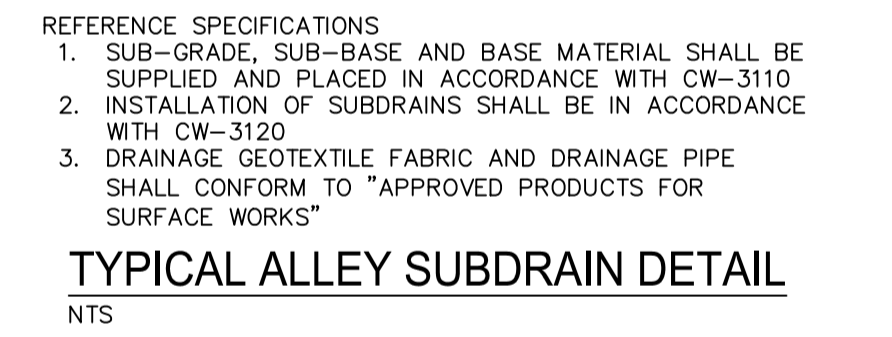 REFERENCE SPECIFICATIONS
1. SUB-GRADE, SUB-BASE AND BASE MATERIAL SHALL BE
SUPPLIED AND PLACED IN ACCORDANCE WITH CW-3110
2. INSTALLATION OF SUBDRAINS SHALL BE IN ACCORDANCE
WITH CW-3120
3. DRAINAGE GEOTEXTILE FABRIC AND DRAINAGE PIPE
SHALL CONFORM TO "APPROVED PRODUCTS FOR
SURFACE WORKS"
TYPICAL ALLEY SUBDRAIN DETAIL
NTS